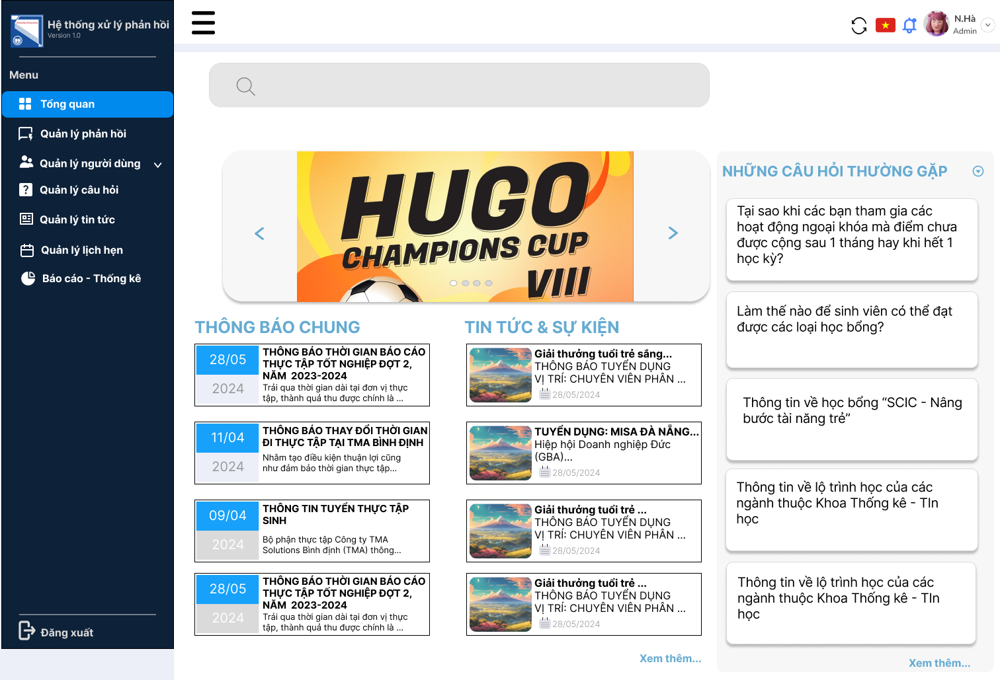 Hệ thống xử lý phản hồi
Version 1.0
Menu
Tổng quan
Quản lý phản hồi
Quản lý người dùng
Quản lý câu hỏi
Quản lý tin tức
Quản lý lịch hẹn
Báo cáo - Thống kê
Đăng xuất
N.Hà
Admin
HUGO
CHAMPIONS CUP
VIII
THÔNG BÁO CHUNG
28/05
2024
THÔNG BÁO THỜI GIAN BÁO CÁO
THỰC TẬP TỐT NGHIỆP ĐỢT 2,
NĂM 2023-2024
Trải qua thời gian dài tại đơn vị thực
tập, thành quả thu được chính là ...
11/04
2024
THÔNG BÁO THAY ĐỔI THỜI GIAN
ĐI THỰC TẬP TẠI TMA BÌNH ĐỊNH
Nhằm tạo điều kiện thuận lợi cũng
như đảm bảo thời gian thực tập...
09/04
2024
THÔNG TIN TUYỂN THỰC TẬP
SINH
Bộ phận thực tập Công ty TMA
Solutions Bình định (TMA) thông...
28/05
2024
THÔNG BÁO THỜI GIAN BÁO CÁO
THỰC TẬP TỐT NGHIỆP ĐỢT 2,
NĂM 2023-2024
Trải qua thời gian dài tại đơn vị thực
tập, thành quả thu được chính là ...
TIN TỨC & SỰ KIỆN
Giải thưởng tuổi trẻ sáng...
THÔNG BÁO TUYỂN DỤNG
VỊ TRÍ: CHUYÊN VIÊN PHÂN ...
28/05/2024
TUYỂN DỤNG: MISA ĐÀ NẴNG...
Hiệp hội Doanh nghiệp Đức
(GBA)...
28/05/2024
Giải thưởng tuổi trẻ ...
THÔNG BÁO TUYỂN DỤNG
VỊ TRÍ: CHUYÊN VIÊN PHÂN ...
28/05/2024
Giải thưởng tuổi trẻ ...
THÔNG BÁO TUYỂN DỤNG
VỊ TRÍ: CHUYÊN VIÊN PHÂN ...
28/05/2024
Xem thêm...
NHỮNG CÂU HỎI THƯỜNG GẶP
Tại sao khi các bạn tham gia các
hoạt động ngoại khóa mà điểm chưa
được cộng sau 1 tháng hay khi hết 1
học kỳ?
Làm thế nào để sinh viên có thể đạt
được các loại học bổng?
Thông tin về học bổng “SCIC - Nâng
bước tài năng trẻ”
Thông tin về lộ trình học của các
ngành thuộc Khoa Thống kê - TIn
học
Thông tin về lộ trình học của các
ngành thuộc Khoa Thống kê - TIn
học
Xem thêm...